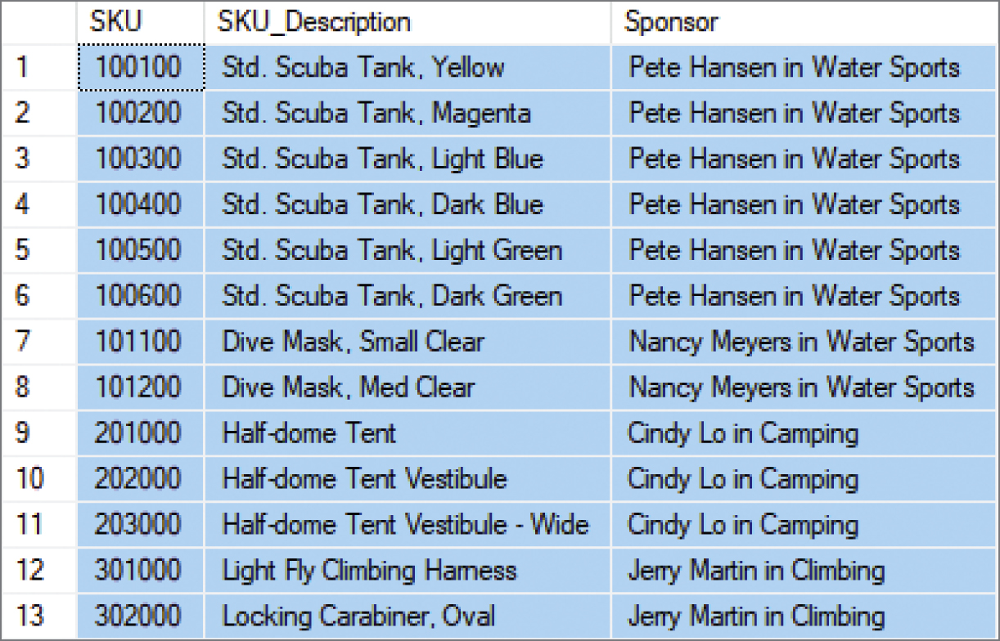 SKU SKU_Description Sponsor
1 100100 Std. Scuba Tank, Yellow Pete Hansen in Water Sports
2 100200 Std. Scuba Tank, Magenta Pete Hansen in Water Sports
3 100300 Std. Scuba Tank, Light Blue Pete Hansen in Water Sports
4 100400 Std. Scuba Tank, Dark Blue Pete Hansen in Water Sports
5 100500 Std. Scuba Tank, Light Green Pete Hansen in Water Sports
6 100600 Std. Scuba Tank, Dark Green Pete Hansen in Water Sports
7 101100 Dive Mask, Small Clear Nancy Meyers in Water Sports
8 101200 Dive Mask, Med Clear Nancy Meyers in Water Sports
9 201000 Half-dome Tent Cindy Lo in Camping
10 202000 Half-dome Tent Vestibule Cindy Lo in Camping
11 203000 Half-dome Tent Vestibule - Wide Cindy Lo in Camping
12 301000 Light Fly Climbing Harness Jerry Martin in Climbing
13 302000 Locking Carabiner, Oval Jerry Martin in Climbing